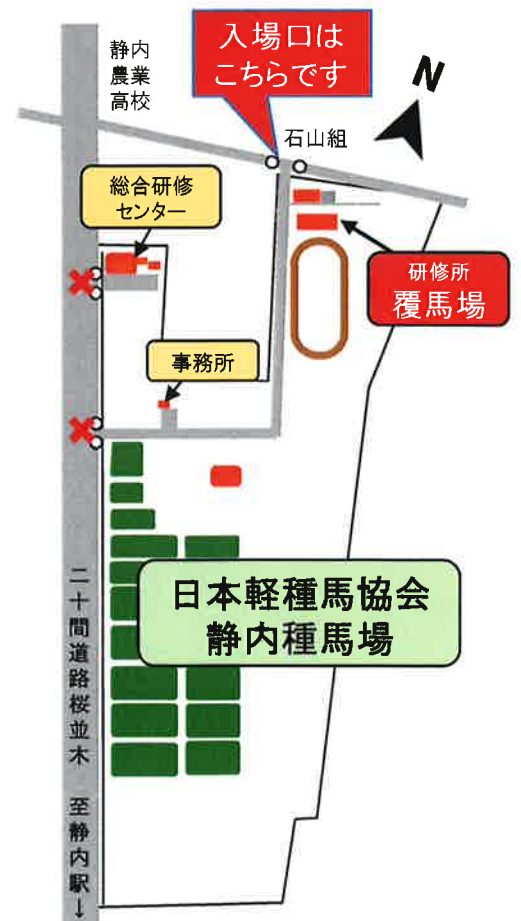 静内
農業
高校
入場口は
こちらです
N
石山組
総合研修
センター
研修所
覆馬場
事務所
日本軽種馬協会
静内種馬場
二十間道路桜並木 至静内駅↓